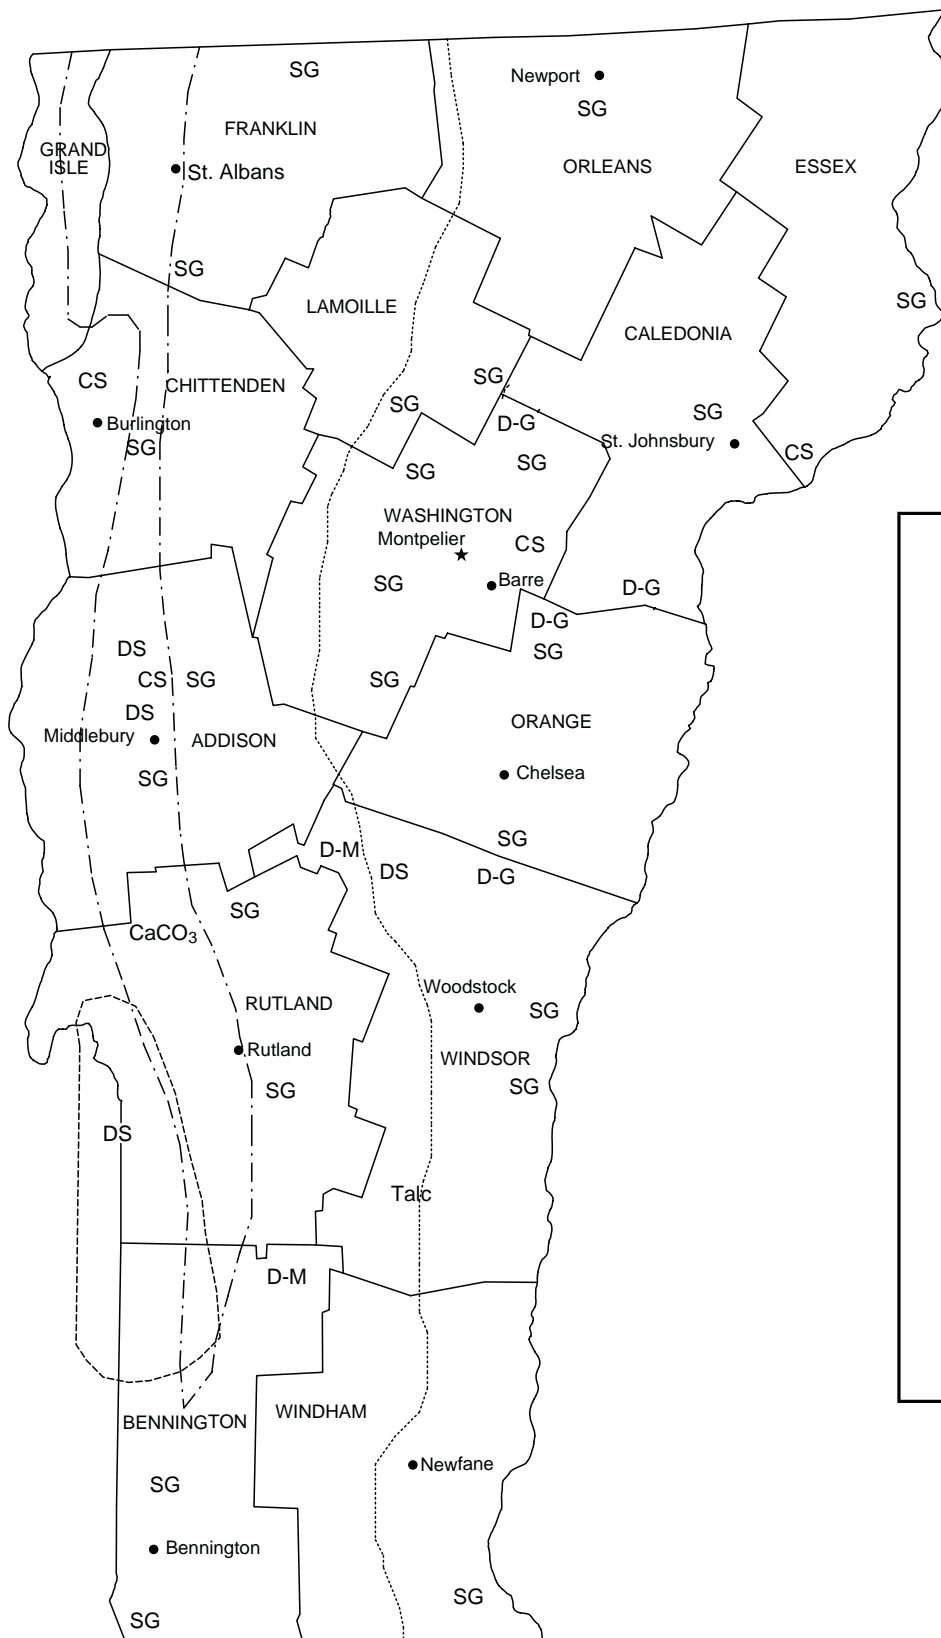 SG
Newport
SG
FRANKLIN
GRAND
ISLE
St. Albans
ORLEANS
ESSEX
SG
LAMOILLE
SG
CALEDONIA
CS
CHITTENDEN
SG
SG
SG
D-G
Burlington
SG
St. Johnsbury
CS
SG
SG
WASHINGTON
Montpelier
CS
SG
Barre
D-G
D-G
DS
SG
CS
SG
SG
DS
Middlebury
ADDISON
ORANGE
SG
Chelsea
SG
D-M
DS
D-G
SG
CaCO3
Woodstock
RUTLAND
SG
Rutland
WINDSOR
SG
SG
DS
Talc
D-M
BENNINGTON
WINDHAM
Newfane
SG
Bennington
SG
SG